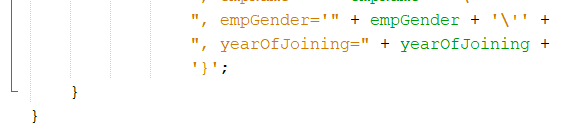 ", empGender='" + empGender + '\'' +
", yearOfJoining=" + yearOfJoining +
'}';
}
}